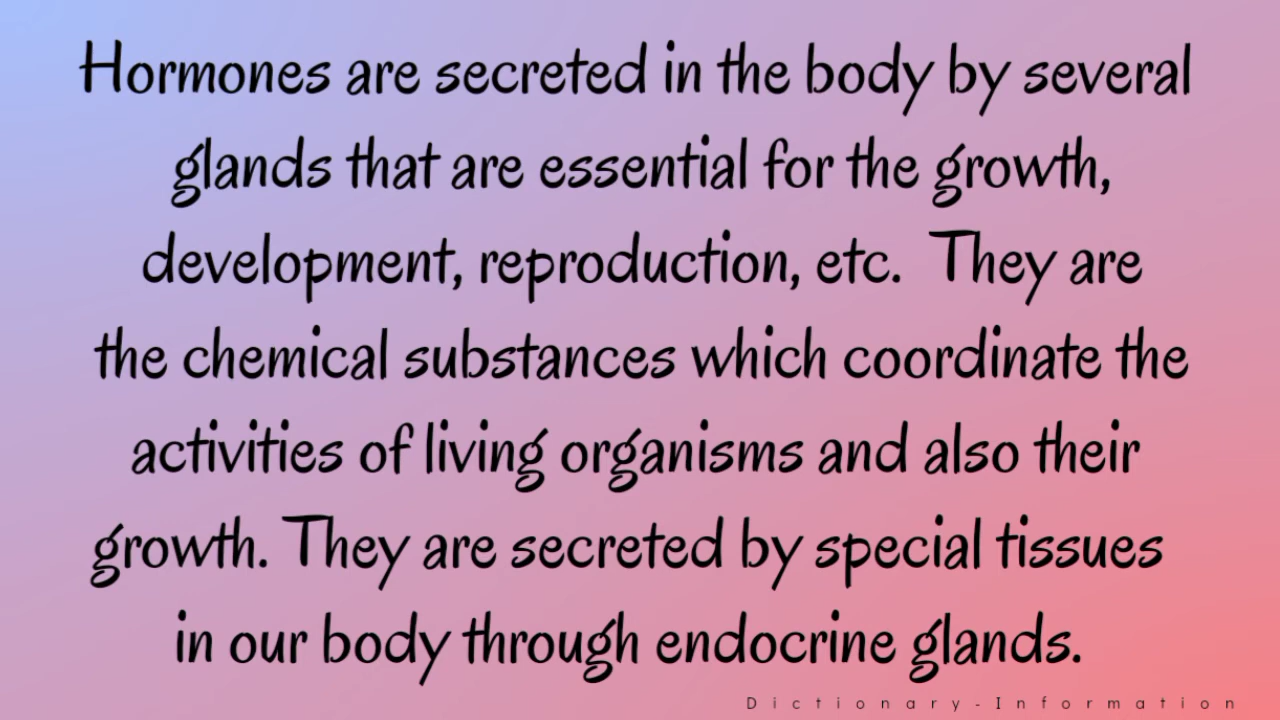 Hormones are secreted in the body by several
glands that are essential for the growth,
development, reproduction, etc.  They are
the chemical substances which coordinate the
activities of living organisms and also their
growth. They are secreted by special tissues
in our body through endocrine glands.
Dictionary-Information